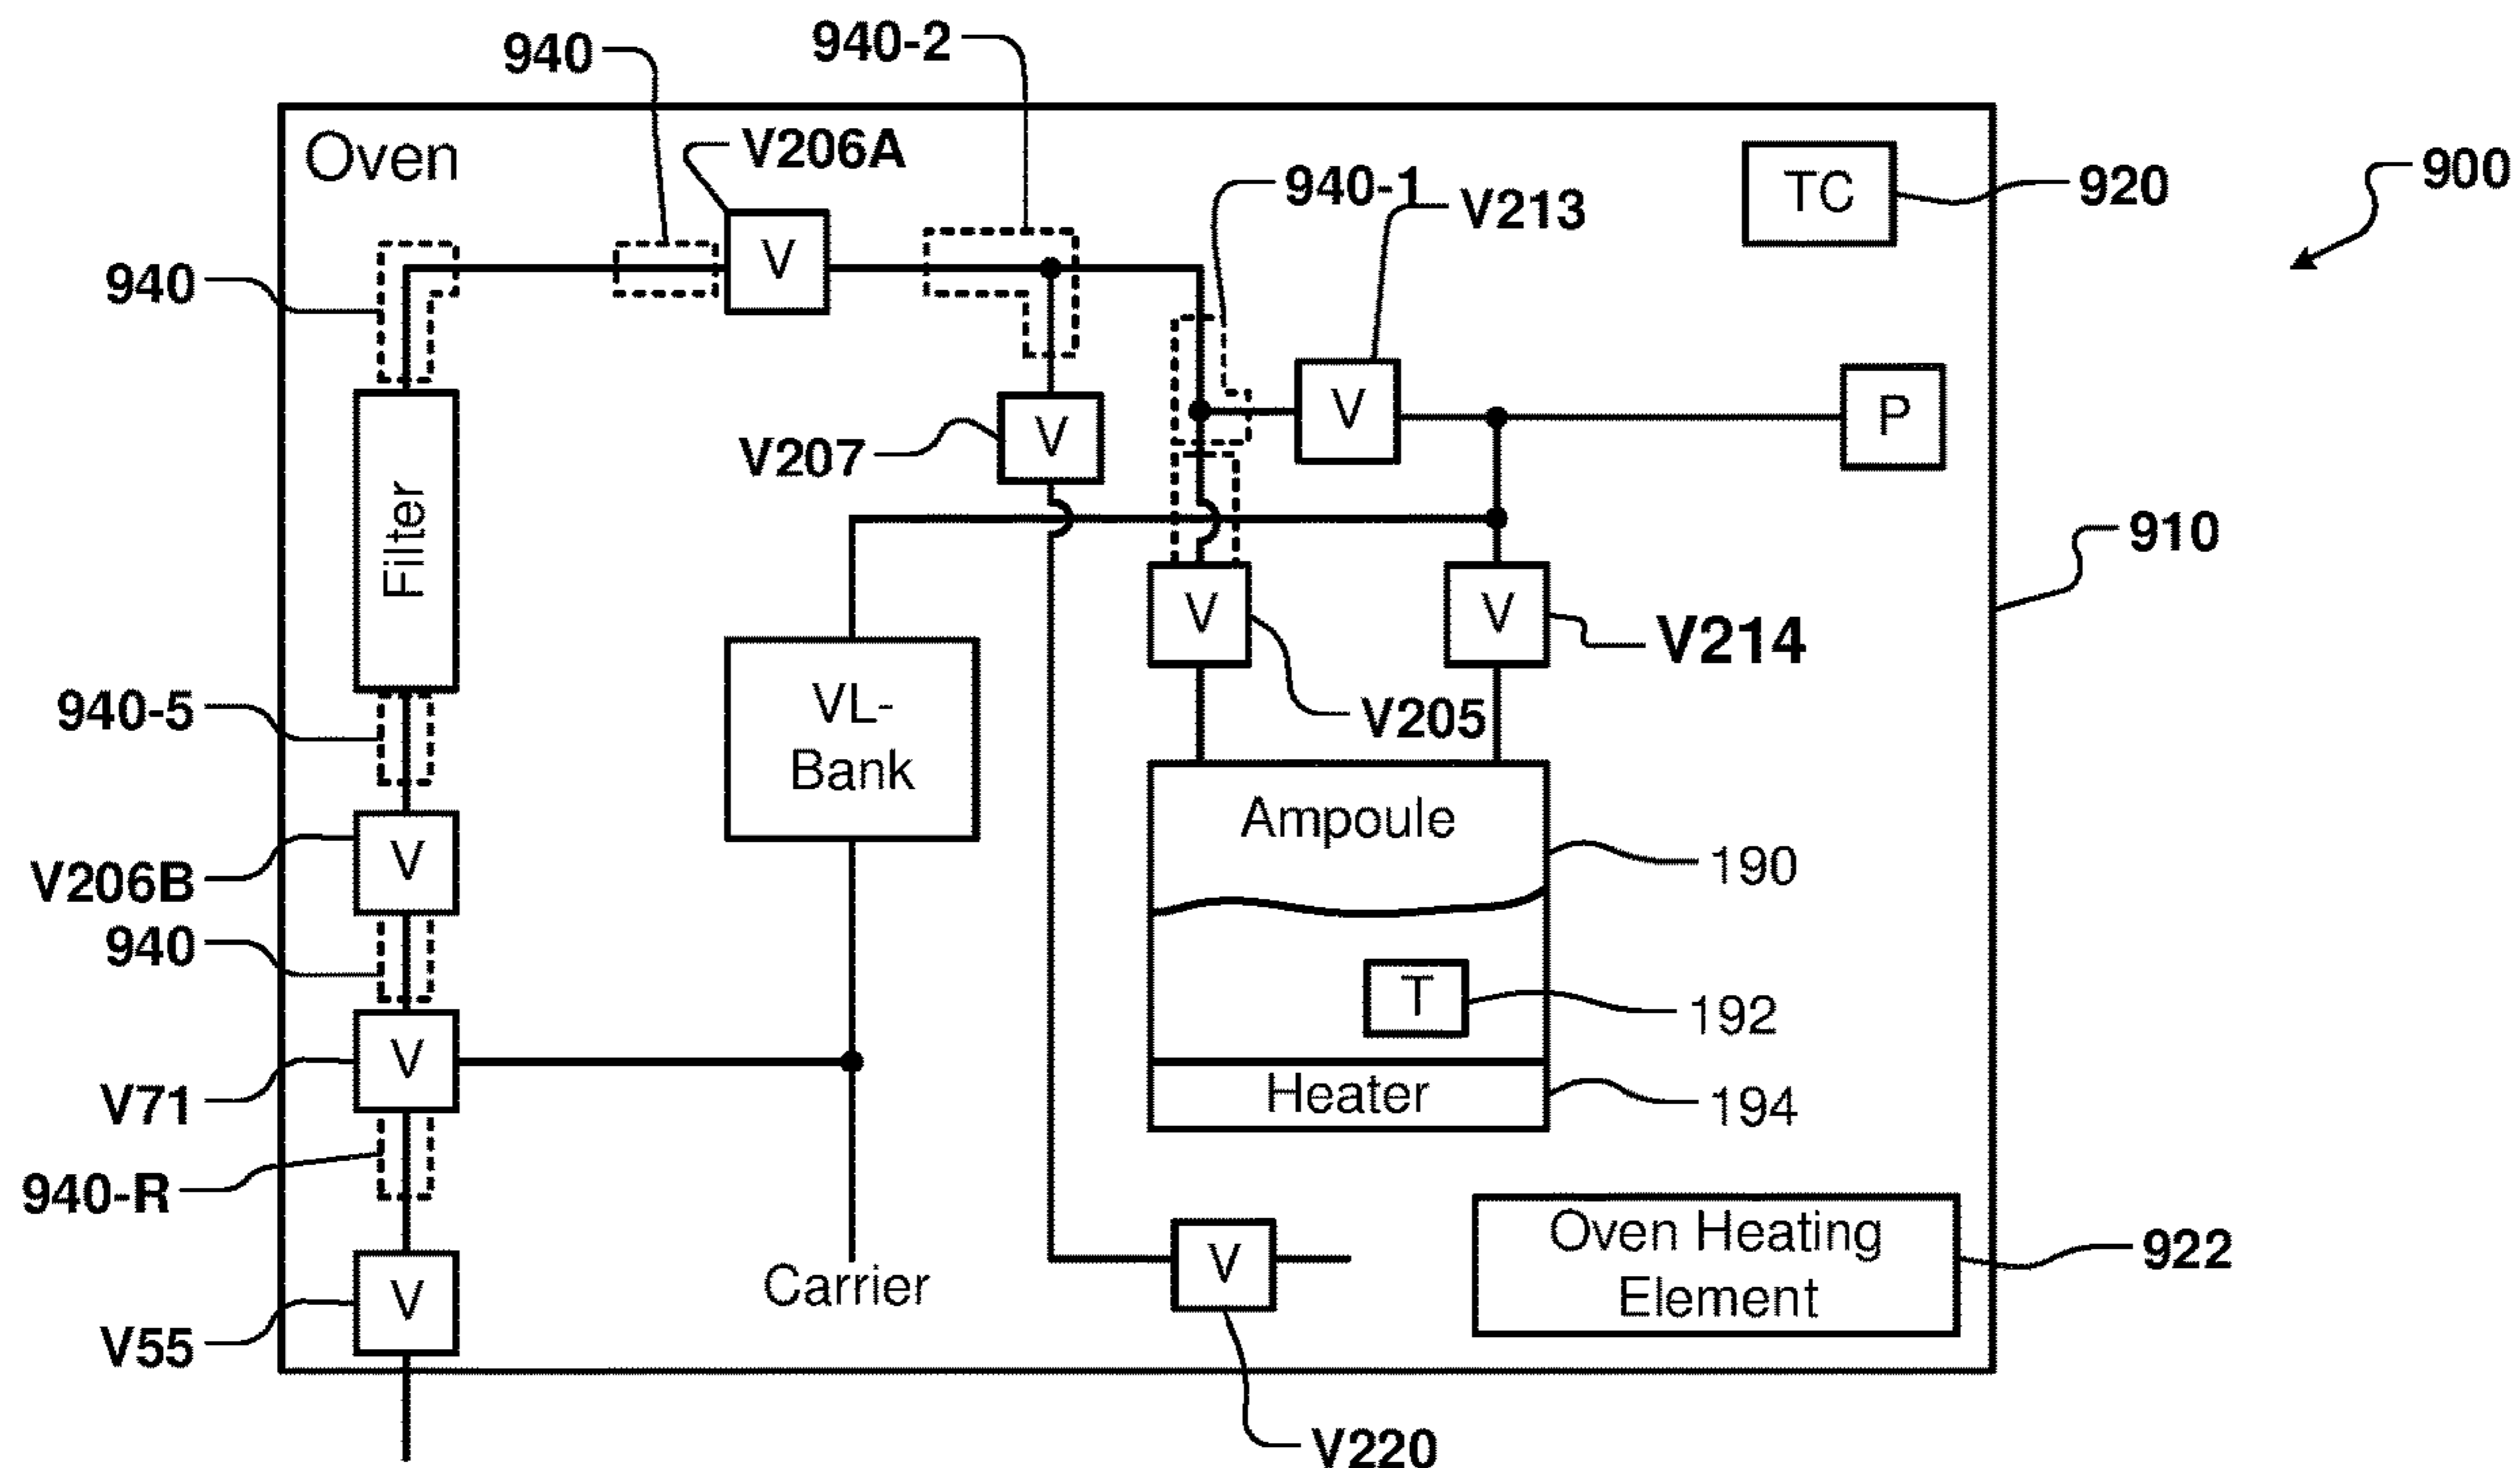 940
940-2
Oven
V206A
940-1
V213
TC
920
900
V
940
V
P
V207
V
Filter
910
V
V
V214
940-5
VL-
Bank
V205
Ampoule
190
V206B
V
940
T
192
V71
V
Heater
194
940-R
Oven Heating
Element
922
V
Carrier
V
V55
V220